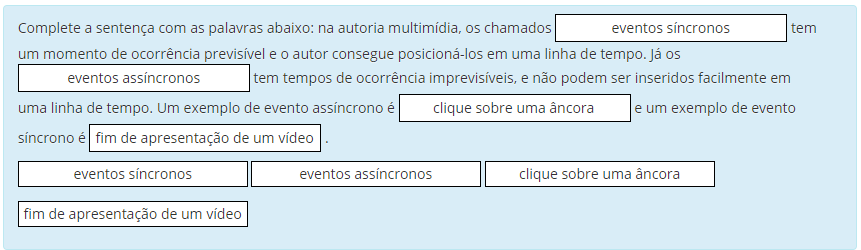 Complete a sentença com as palavras abaixo: na autoria multimídia, os chamados eventos síncronos tem
um momento de ocorrência previsível e o autor consegue posicioná-los em uma linha de tempo. Já os
eventos assíncronos tem tempos de ocorrência imprevisíveis, e não podem ser inseridos facilmente em
uma linha de tempo. Um exemplo de evento assíncrono é clique sobre uma âncora e um exemplo de evento
síncrono é fim de apresentação de um vídeo .
eventos síncronos eventos assíncronos clique sobre uma âncora
fim de apresentação de um vídeo